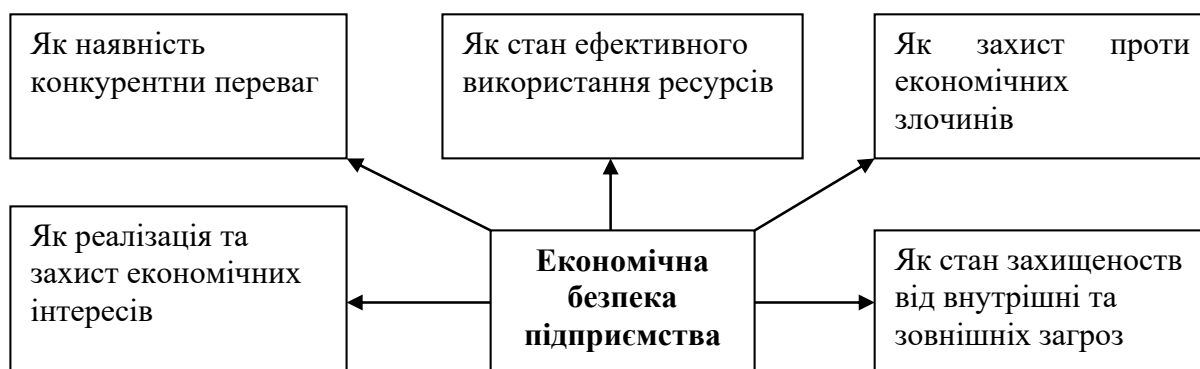 Як наявність
конкурентни переваг
Як стан ефективного
використання ресурсів
Як захист проти
економічних
злочинів
Як реалізація та
захист економічних
інтересів
Економічна
безпека
підприємства
Як стан захищеноств
від внутрішні та
зовнішніх загроз